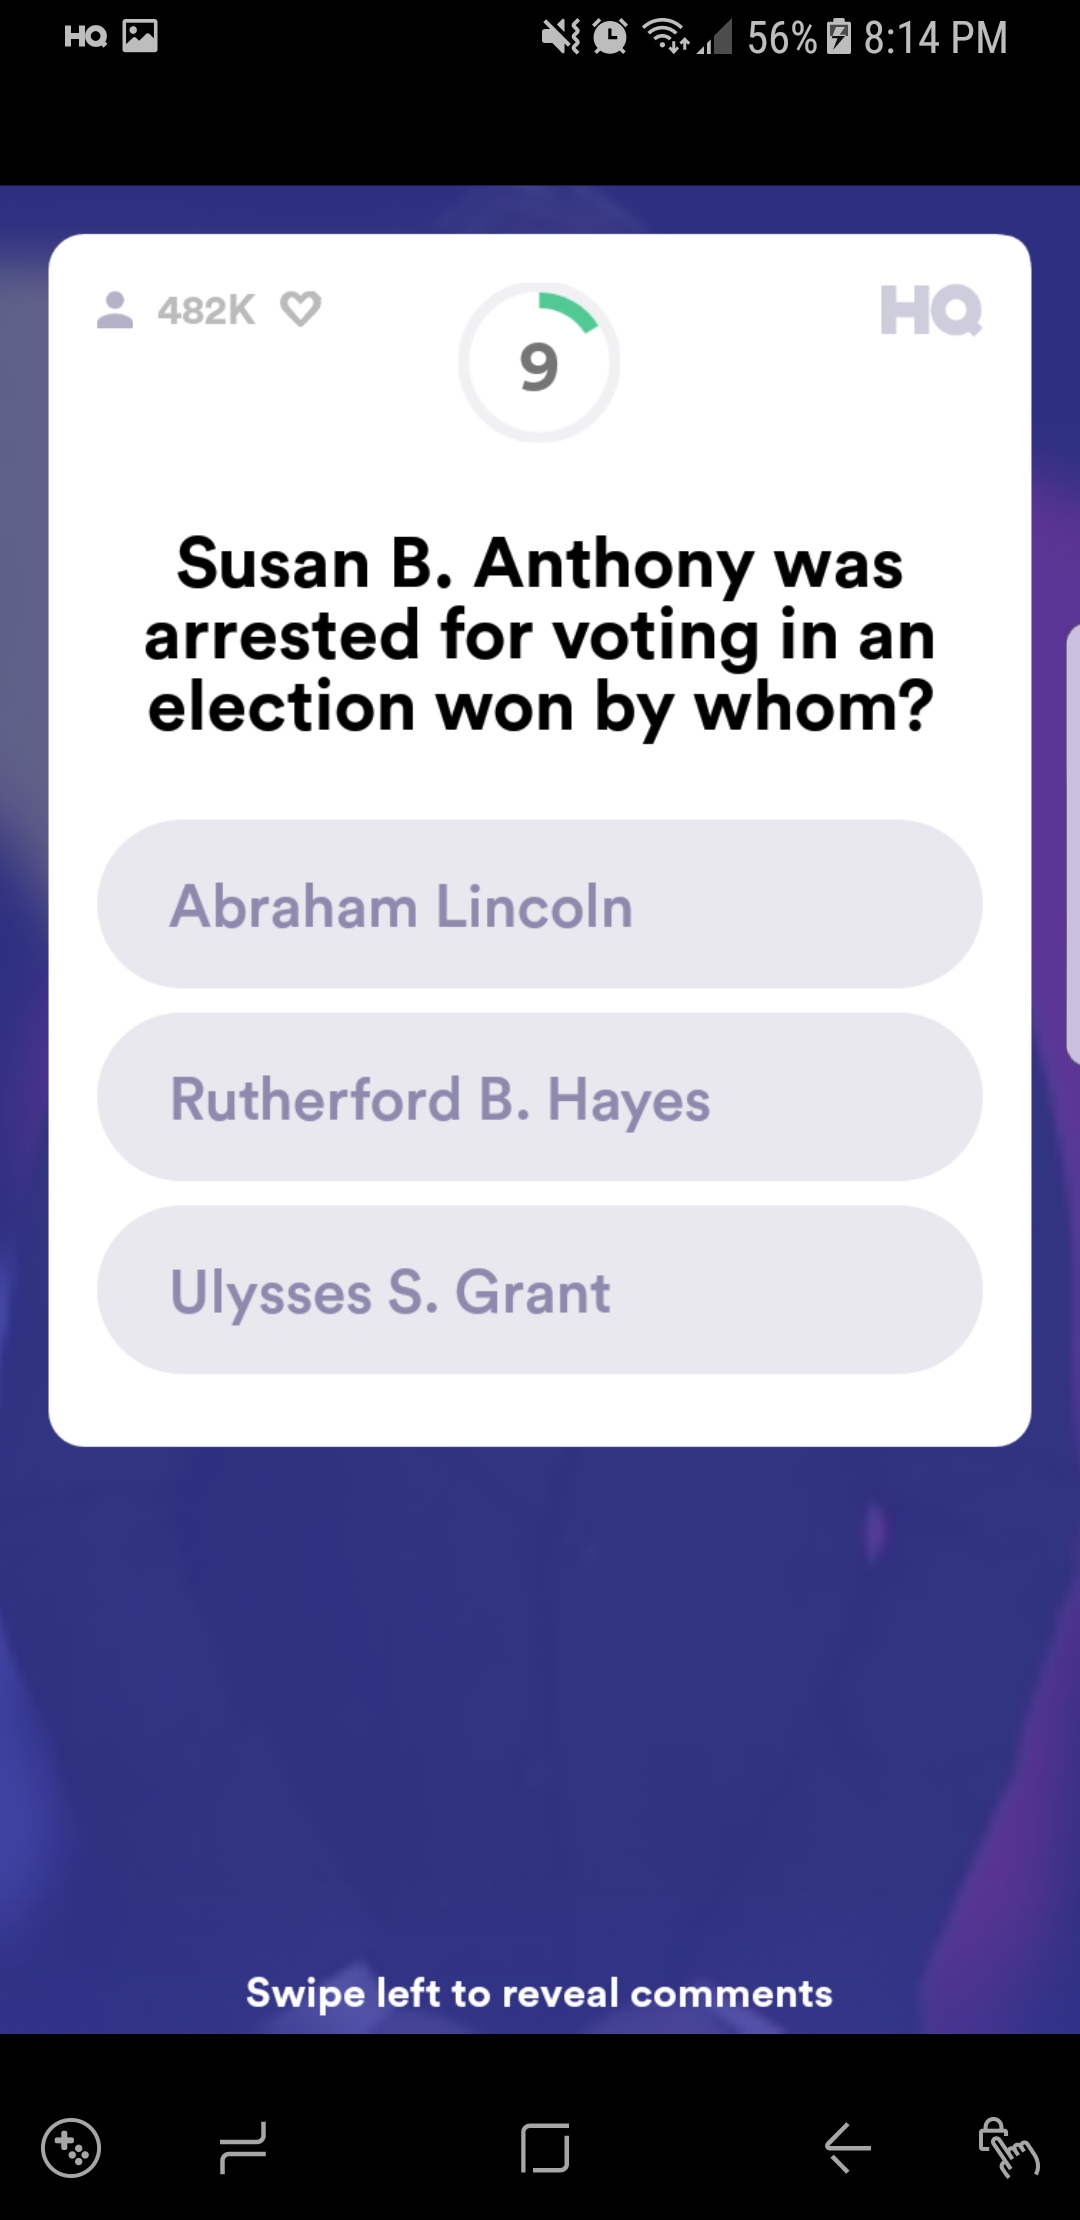 HQ 56% 8:14 PM
482K HQ
9
Susan B. Anthony was
arrested for voting in an
election won by whom?
Abraham Lincoln
Rutherford B. Hayes
Ulysses S. Grant
Swipe left to reveal comments